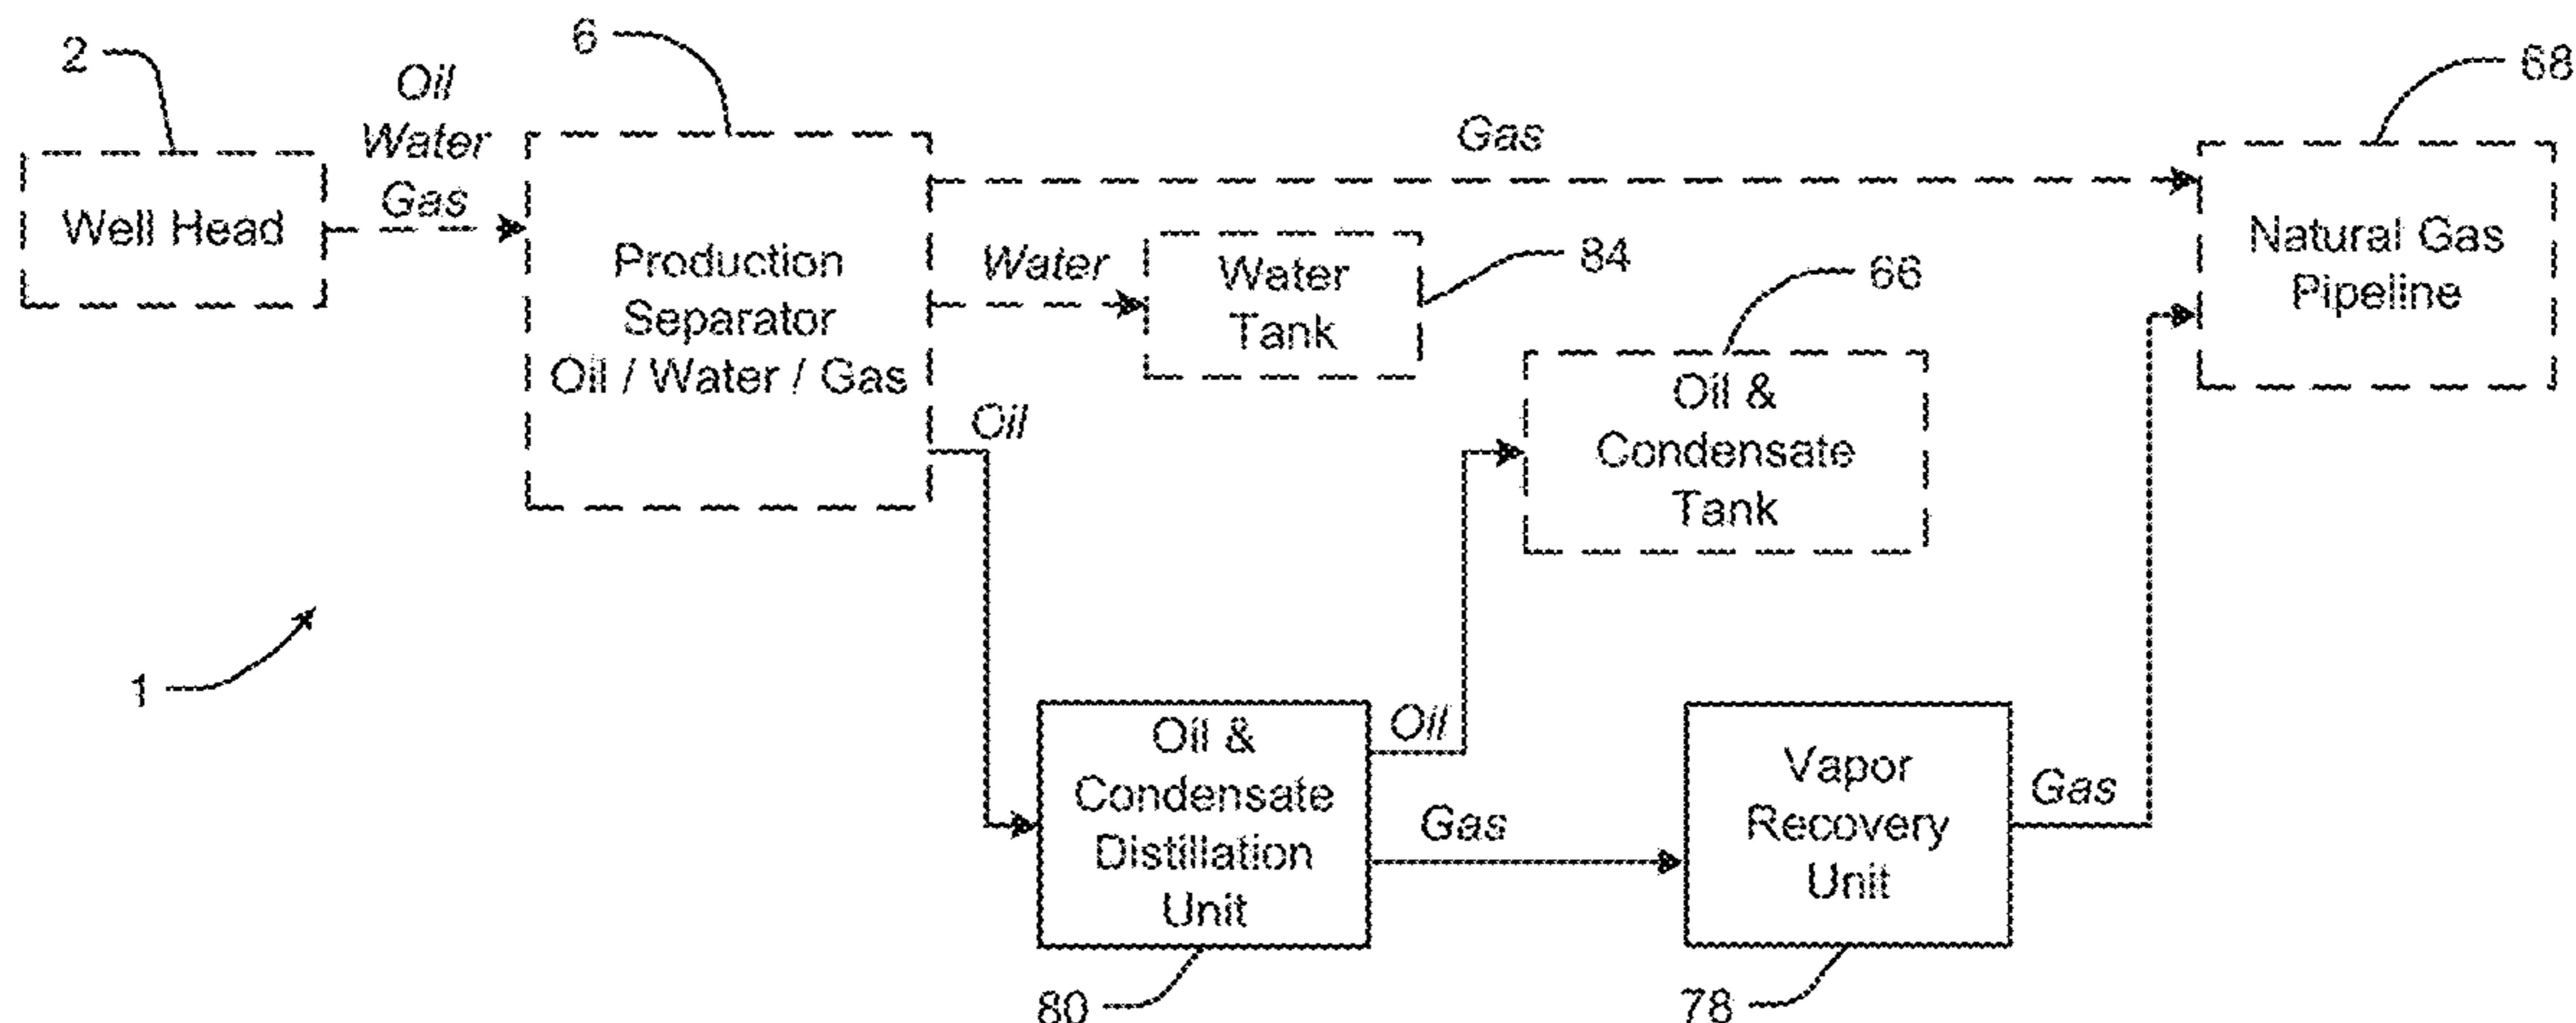 2
6
68
Oil
Water
Gas
Well Head
Gas
Production
Separator
Oil / Water / Gas
Water
Water
Tank
84
66
Natural Gas
Pipeline
Oil
Oil &
Condensate
Tank
1
Oil &
Condensate
Distillation
Unit
Oil
Gas
Vapor
Recovery
Unit
Gas
80
78